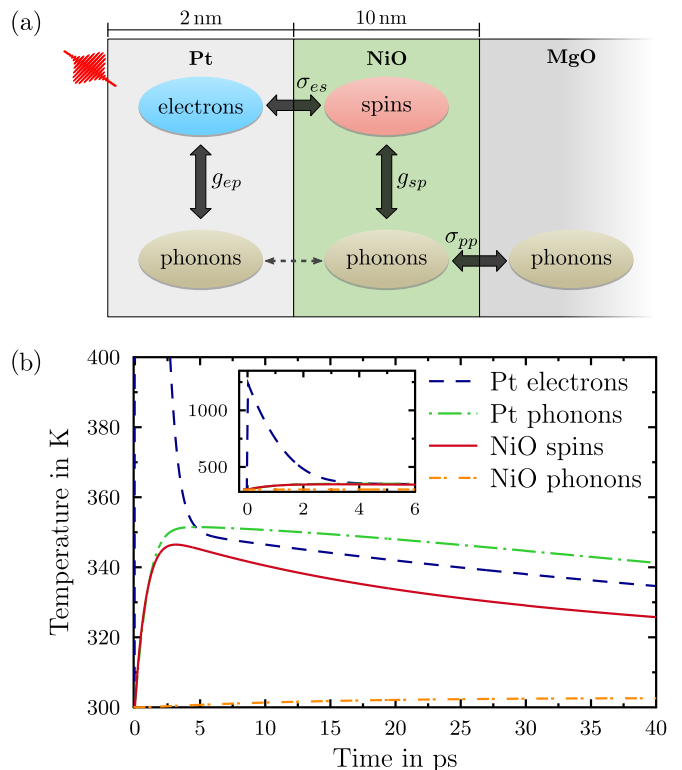 (a)
2 nm 10 nm
Pt NiO MgO
electrons σes spins
gep gsp
phonons phonons σpp phonons
(b)
400
380
360
340
320
300
Temperature in K
0 5 10 15 20 25 30 35 40
Time in ps
1000
500
0 2 4 6
Pt electrons
Pt phonons
NiO spins
NiO phonons